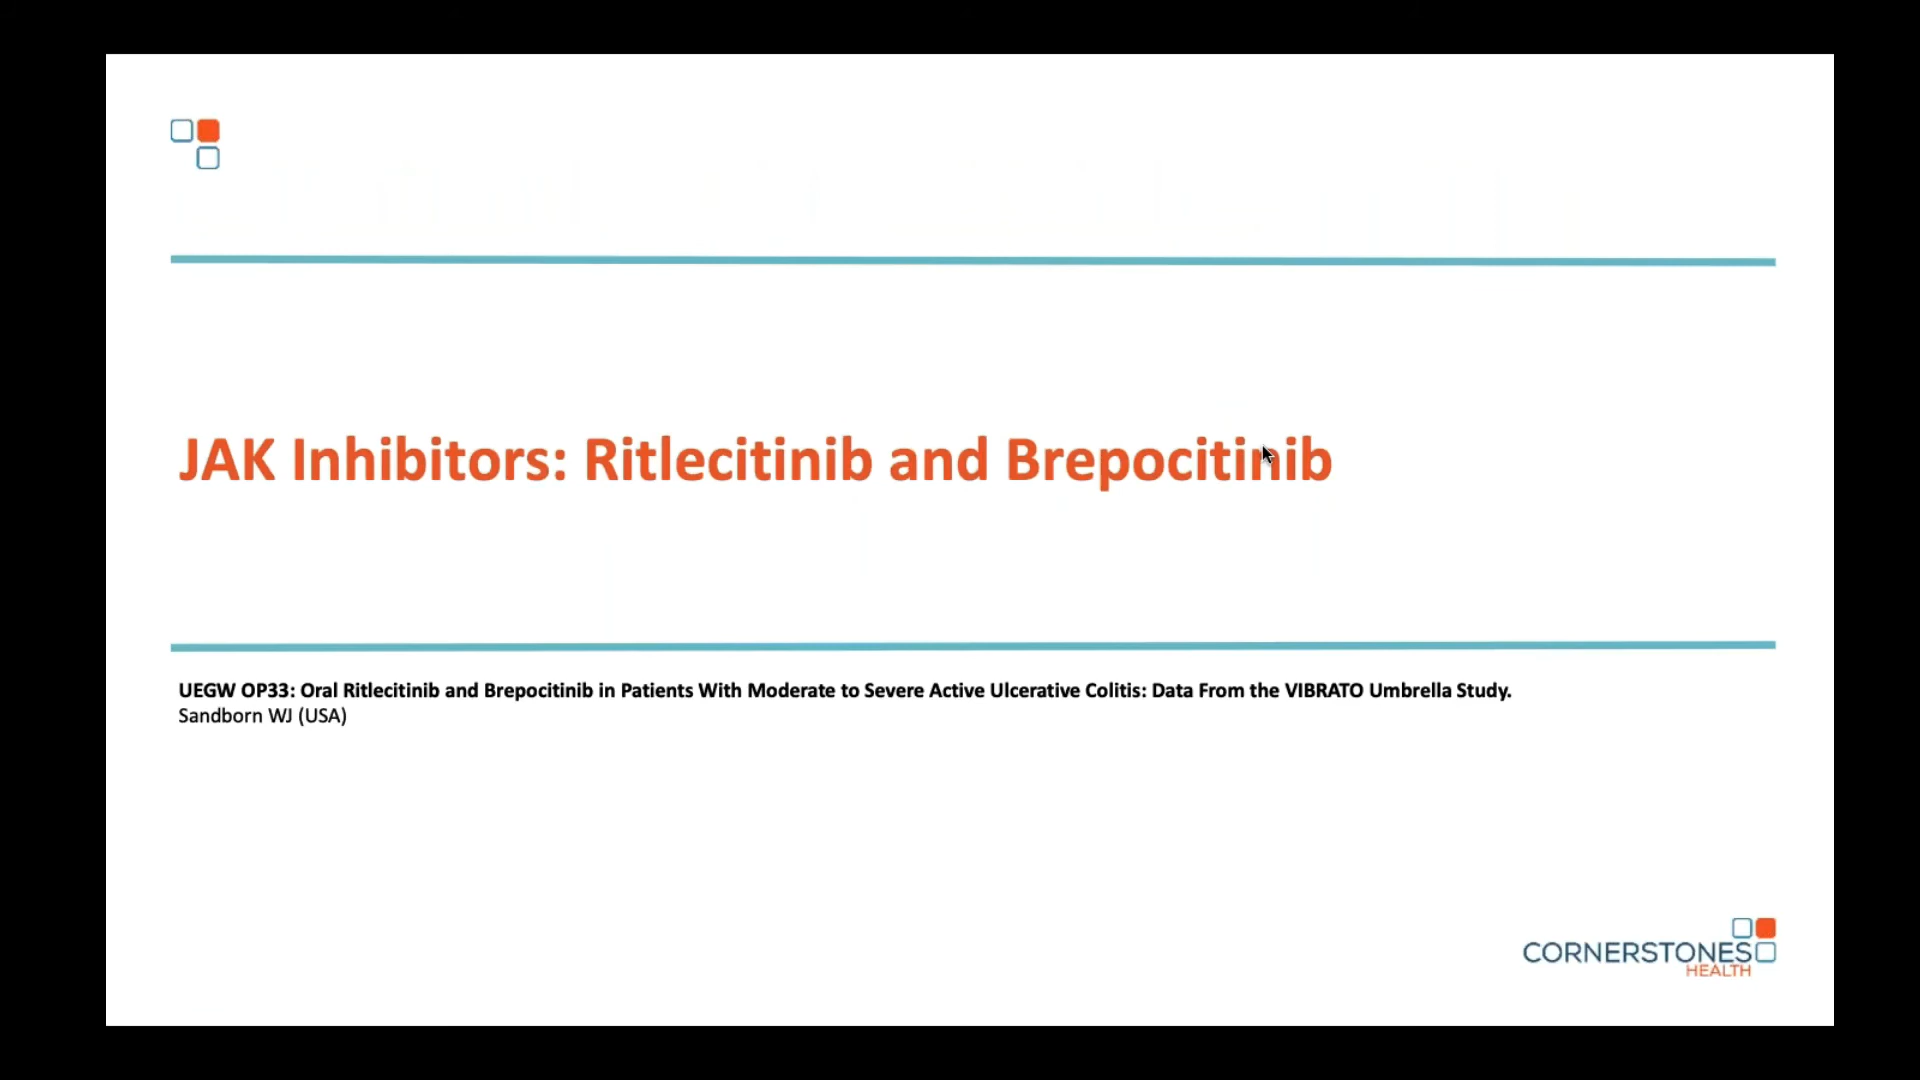 JAK Inhibitors: Ritlecitinib and Brepocitinib
UEGW OP33: Oral Ritlecitinib and Brepocitinib in Patients With Moderate to Severe Active Ulcerative Colitis: Data From the VIBRATO Umbrella Study.
Sandborn WJ (USA)
CORNERSTONES
HEALTH